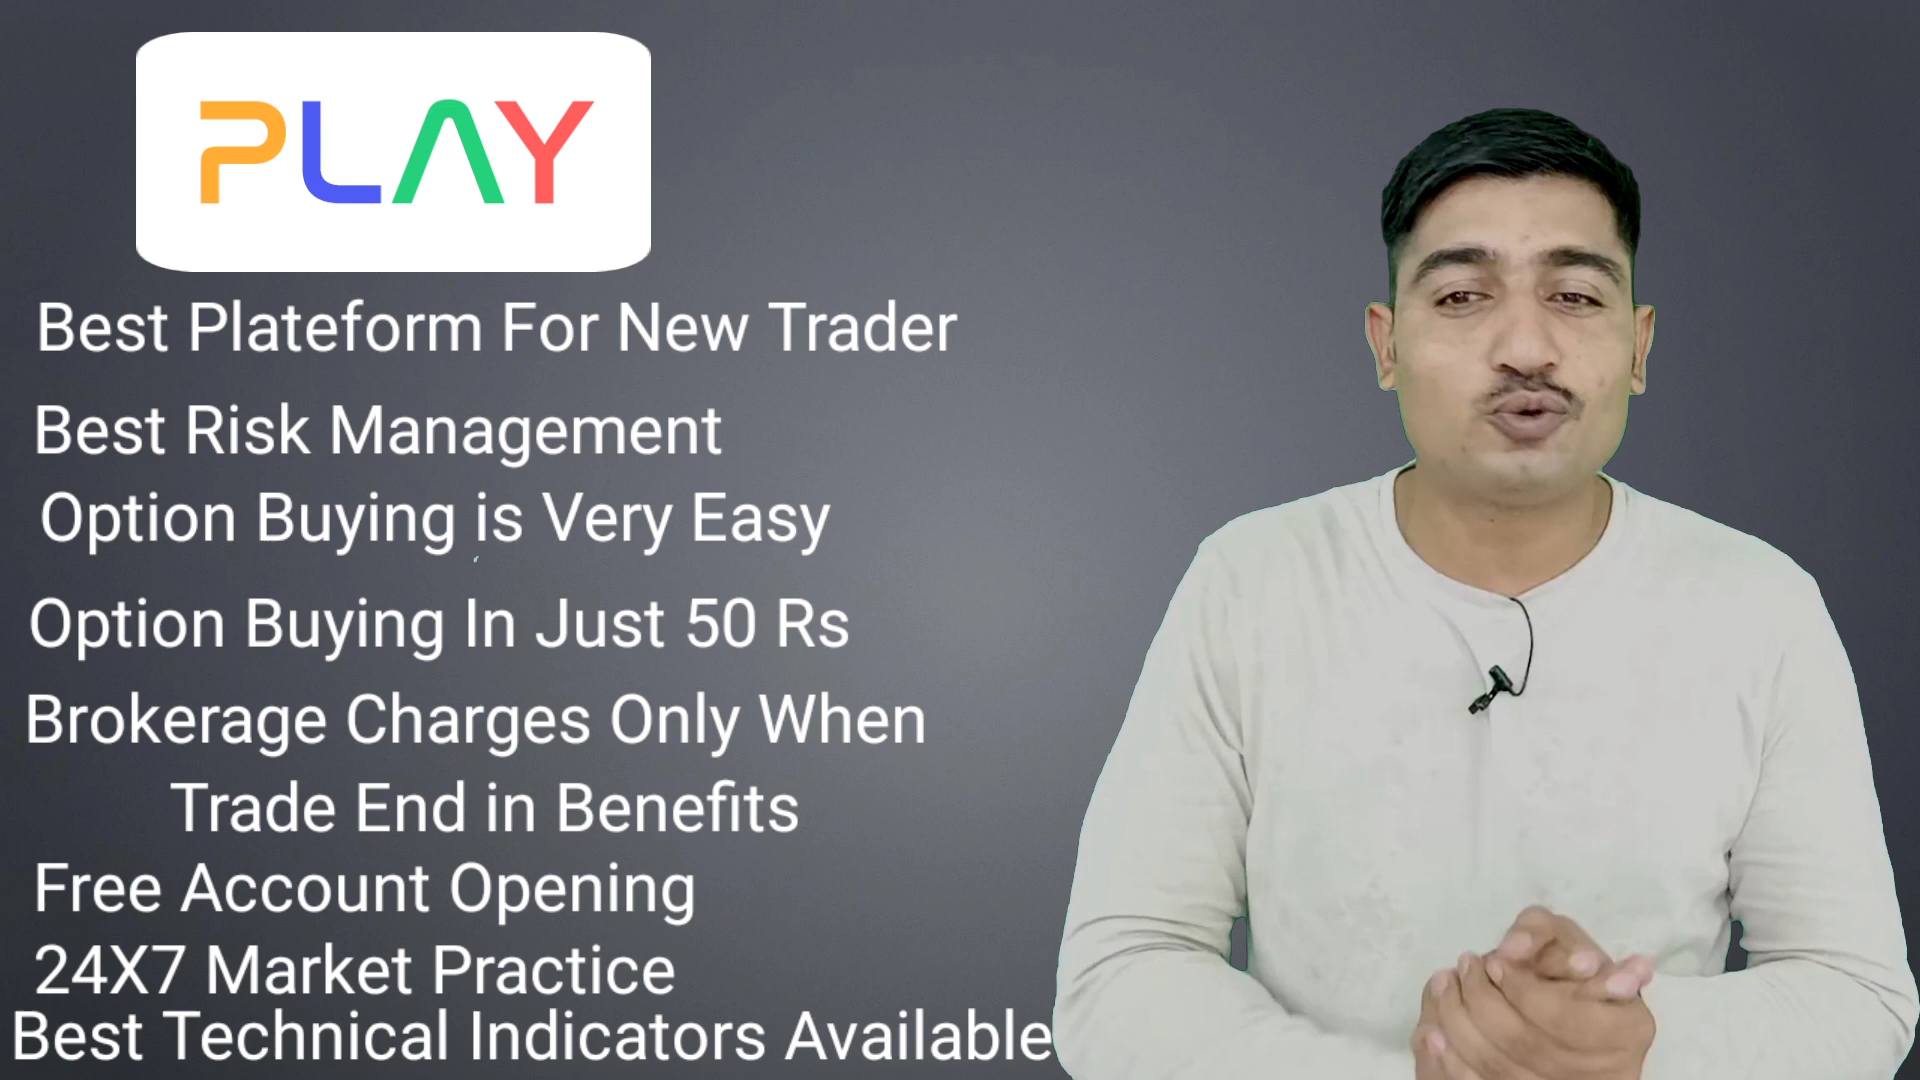 PLAY
Best Plateform For New Trader
Best Risk Management
Option Buying is Very Easy
Option Buying In Just 50 Rs
Brokerage Charges Only When
Trade End in Benefits
Free Account Opening
24X7 Market Practice
Best Technical Indicators Available